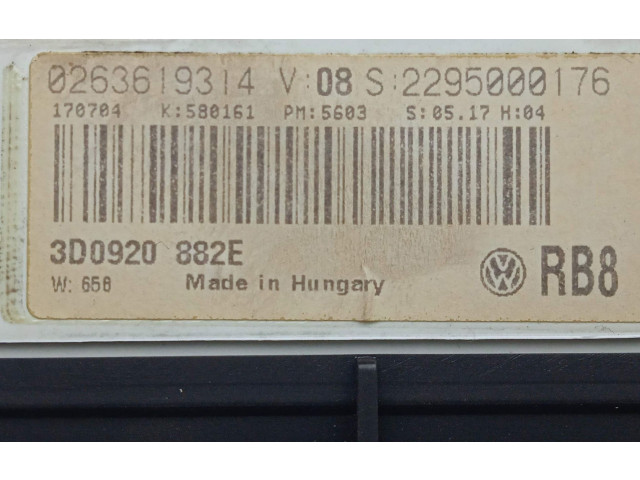 0263619314 V:08 S:2295000176
170704 K:580161 PM:5603 S:05.17 H:04
3D0920 882E
W: 658 Made in Hungary
RB8